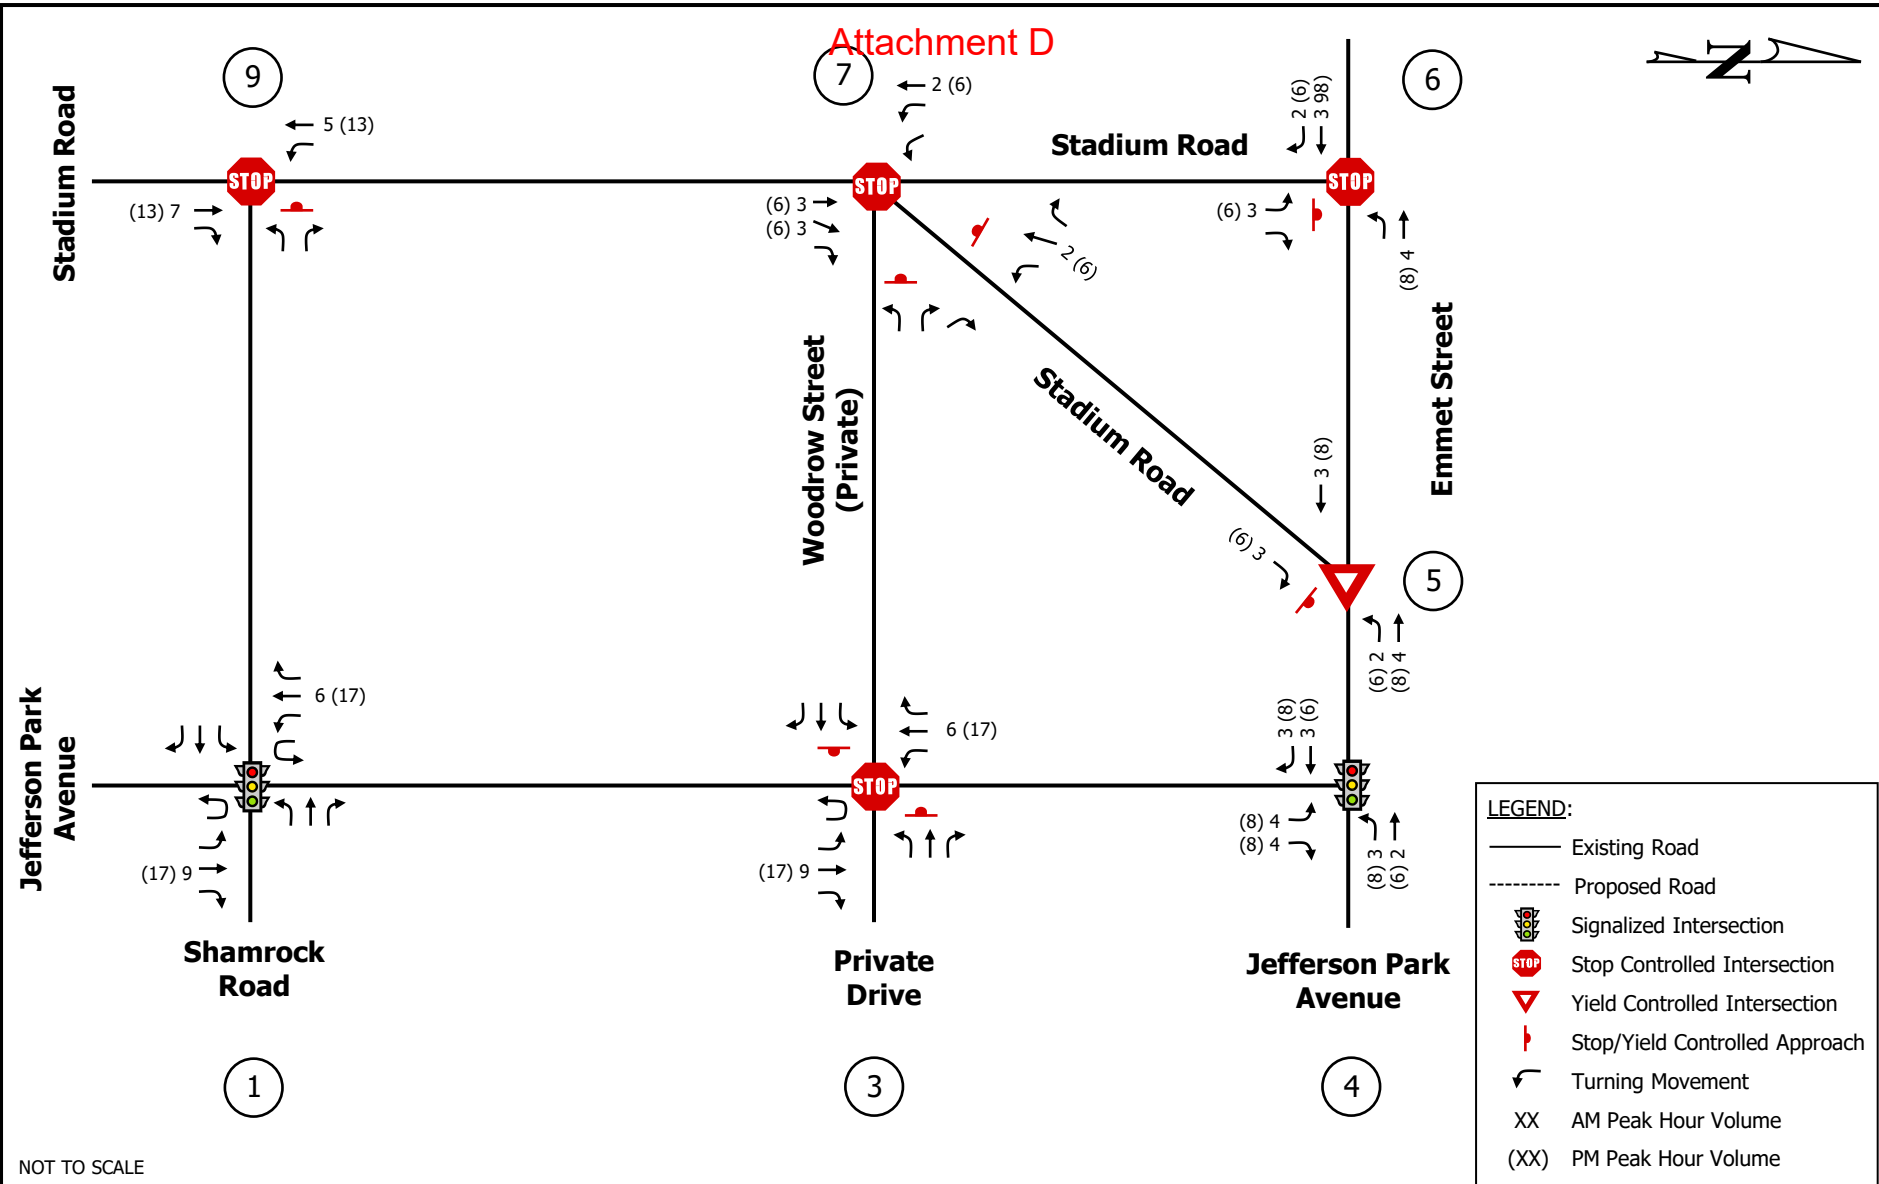 Attachment D
9
7
6
N
2 (6)
2 (6)
3 98)
5 (13)
Stadium Road
Stadium Road
STOP
STOP
STOP
(13) 7
(6) 3
(6) 3
2 (6)
(6) 3
(8) 4
Woodrow Street
(Private)
Stadium Road
Emmet Street
3 (8)
(6) 3
5
(6) 2
(8) 4
Jefferson Park
Avenue
6 (17)
6 (17)
3 (8)
3 (6)
STOP
(17) 9
(17) 9
(8) 4
(8) 4
(8) 3
(6) 2
Shamrock
Road
Private
Drive
Jefferson Park
Avenue
1
3
4
LEGEND:
Existing Road
Proposed Road
Signalized Intersection
STOP Stop Controlled Intersection
Yield Controlled Intersection
Stop/Yield Controlled Approach
Turning Movement
XX AM Peak Hour Volume
(XX) PM Peak Hour Volume
NOT TO SCALE